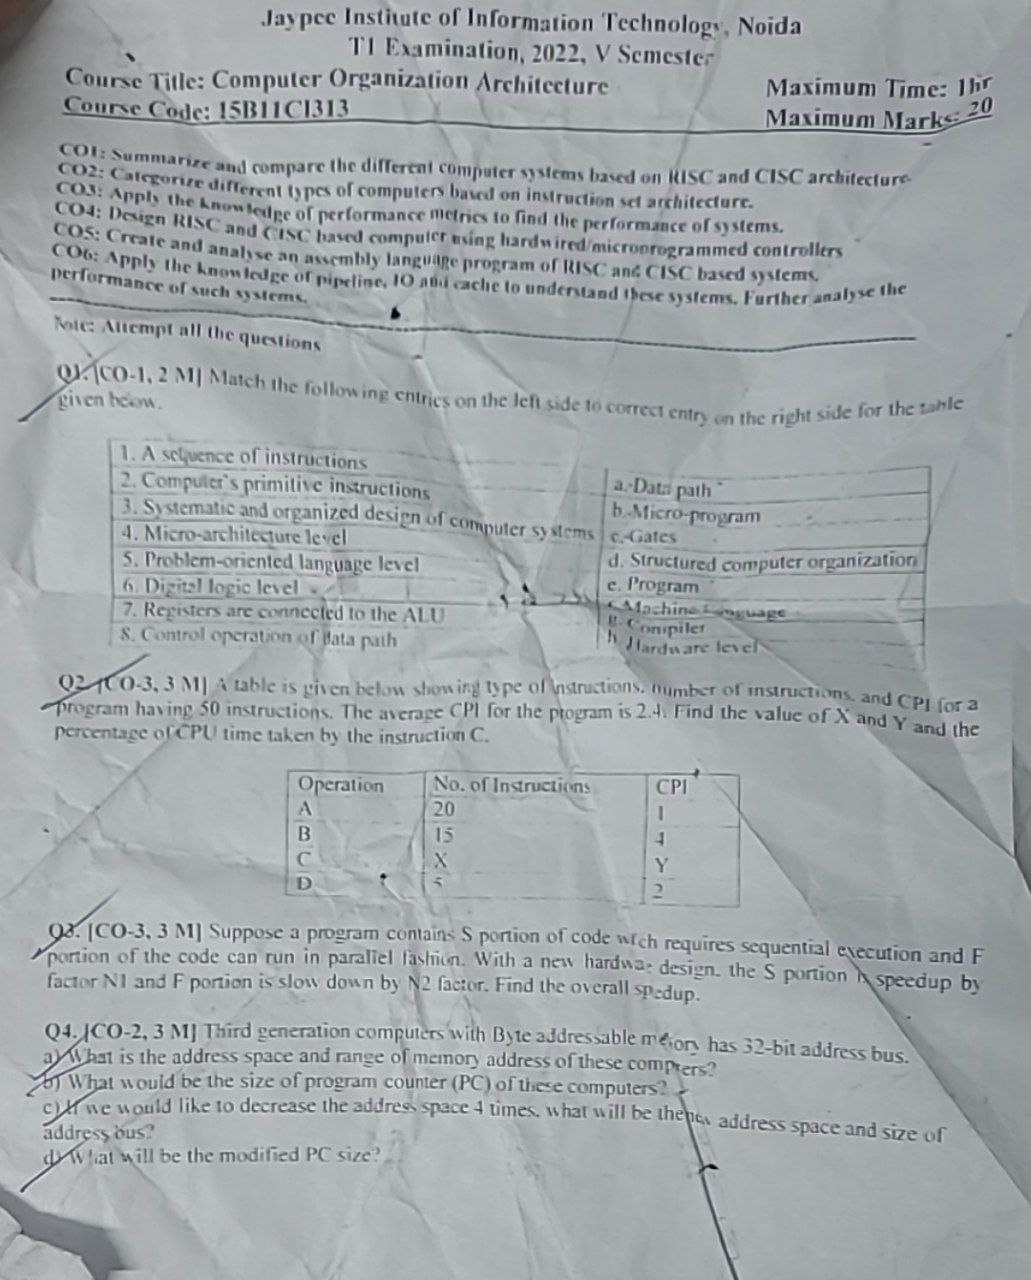 Jaypee Institute of Information Technology, Noida
T1 Examination, 2022, V Semester
Course Title: Computer Organization Architecture
Maximum Time: 1hr
Course Code: 15B11CI313
Maximum Marks: 20
CO1: Summarize and compare the different computer systems based on RISC and CISC architecture.
CO2: Categorize different types of computers based on instruction set architecture.
CO3: Apply the knowledge of performance metrics to find the performance of systems.
CO4: Design RISC and CISC based computer using hardwired/microprogrammed controllers
CO5: Create and analyse an assembly language program of RISC and CISC based systems.
CO6: Apply the knowledge of pipeline, IO and cache to understand these systems. Further analyse the
performance of such systems.
Note: Attempt all the questions
Q1. [CO-1, 2 M] Match the following entries on the left side to correct entry on the right side for the table
given below.
1. A sequence of instructions
2. Computer's primitive instructions a. Data path
3. Systematic and organized design of computer systems b. Micro-program
4. Micro-architecture level c. Gates
5. Problem-oriented language level d. Structured computer organization
6. Digital logic level e. Program
7. Registers are connected to the ALU f. Machine Language
8. Control operation of data path g. Compiler
h. Hardware level
Q2. [CO-3, 3 M] A table is given below showing type of instructions, number of instructions, and CPI for a
program having 50 instructions. The average CPI for the program is 2.4. Find the value of X and Y and the
percentage of CPU time taken by the instruction C.
Operation No. of Instructions CPI
A 20 1
B 15 4
C X Y
D 5 2
Q3. [CO-3, 3 M] Suppose a program contains S portion of code wich requires sequential execution and F
portion of the code can run in parallel fashion. With a new hardware design, the S portion is speedup by
factor N1 and F portion is slow down by N2 factor. Find the overall spedup.
Q4. [CO-2, 3 M] Third generation computers with Byte addressable memory has 32-bit address bus.
a) What is the address space and range of memory address of these computers?
b) What would be the size of program counter (PC) of these computers?
c) If we would like to decrease the address space 4 times, what will be the new address space and size of
address bus?
d) What will be the modified PC size?